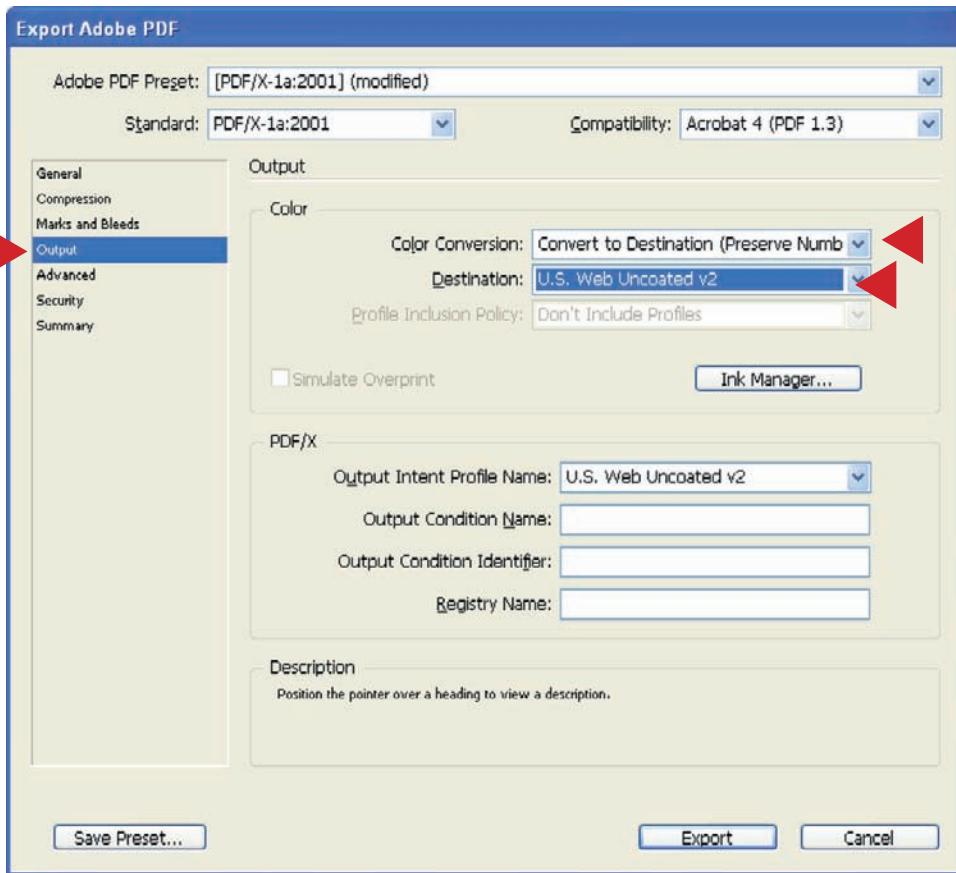 Export Adobe PDF
Adobe PDF Preset: [PDF/X-1a:2001] (modified)
Standard: PDF/X-1a:2001 Compatibility: Acrobat 4 (PDF 1.3)
General
Compression
Marks and Bleeds
Output
Advanced
Security
Summary
Output
Color
Color Conversion: Convert to Destination (Preserve Numb
Destination: U.S. Web Uncoated v2
Profile Inclusion Policy: Don't Include Profiles
Simulate Overprint Ink Manager...
PDF/X
Output Intent Profile Name: U.S. Web Uncoated v2
Output Condition Name:
Output Condition Identifier:
Registry Name:
Description
Position the pointer over a heading to view a description.
Save Preset... Export Cancel